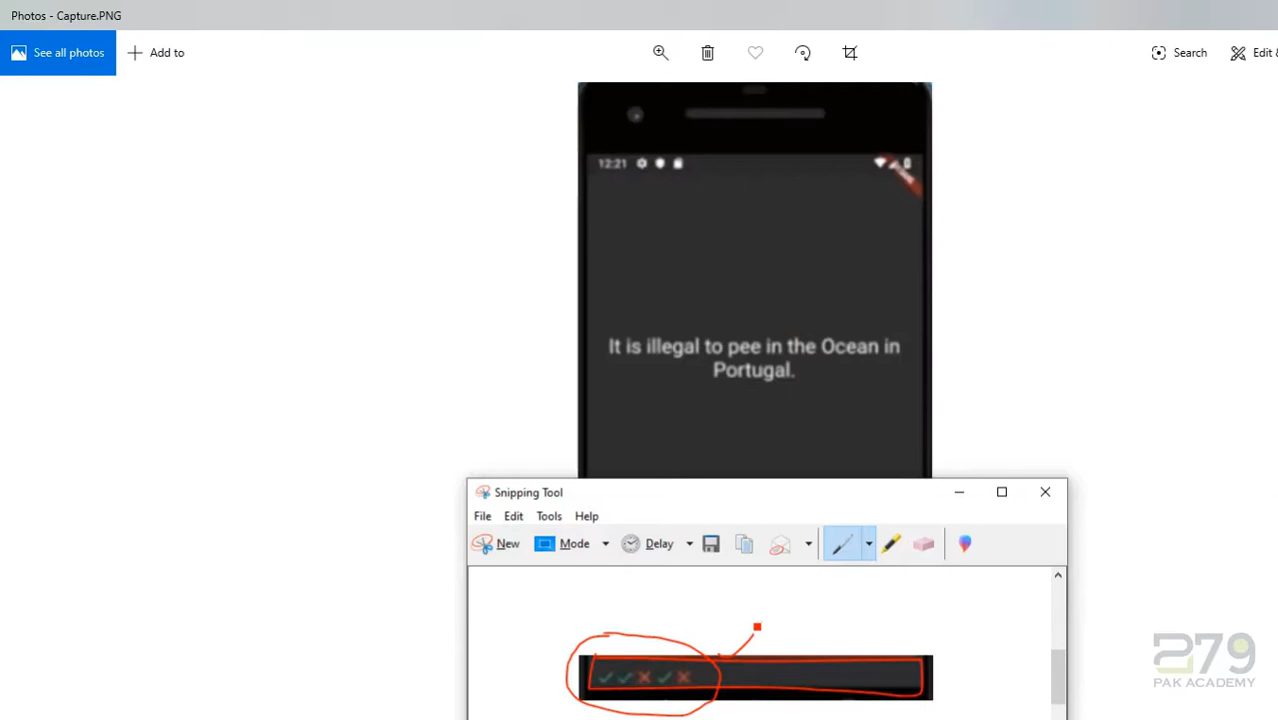 Photos - Capture.PNG
See all photos
Add to
Search
Edit &
12:21
It is illegal to pee in the Ocean in
Portugal.
Snipping Tool
File Edit Tools Help
New Mode Delay
279
PAK ACADEMY